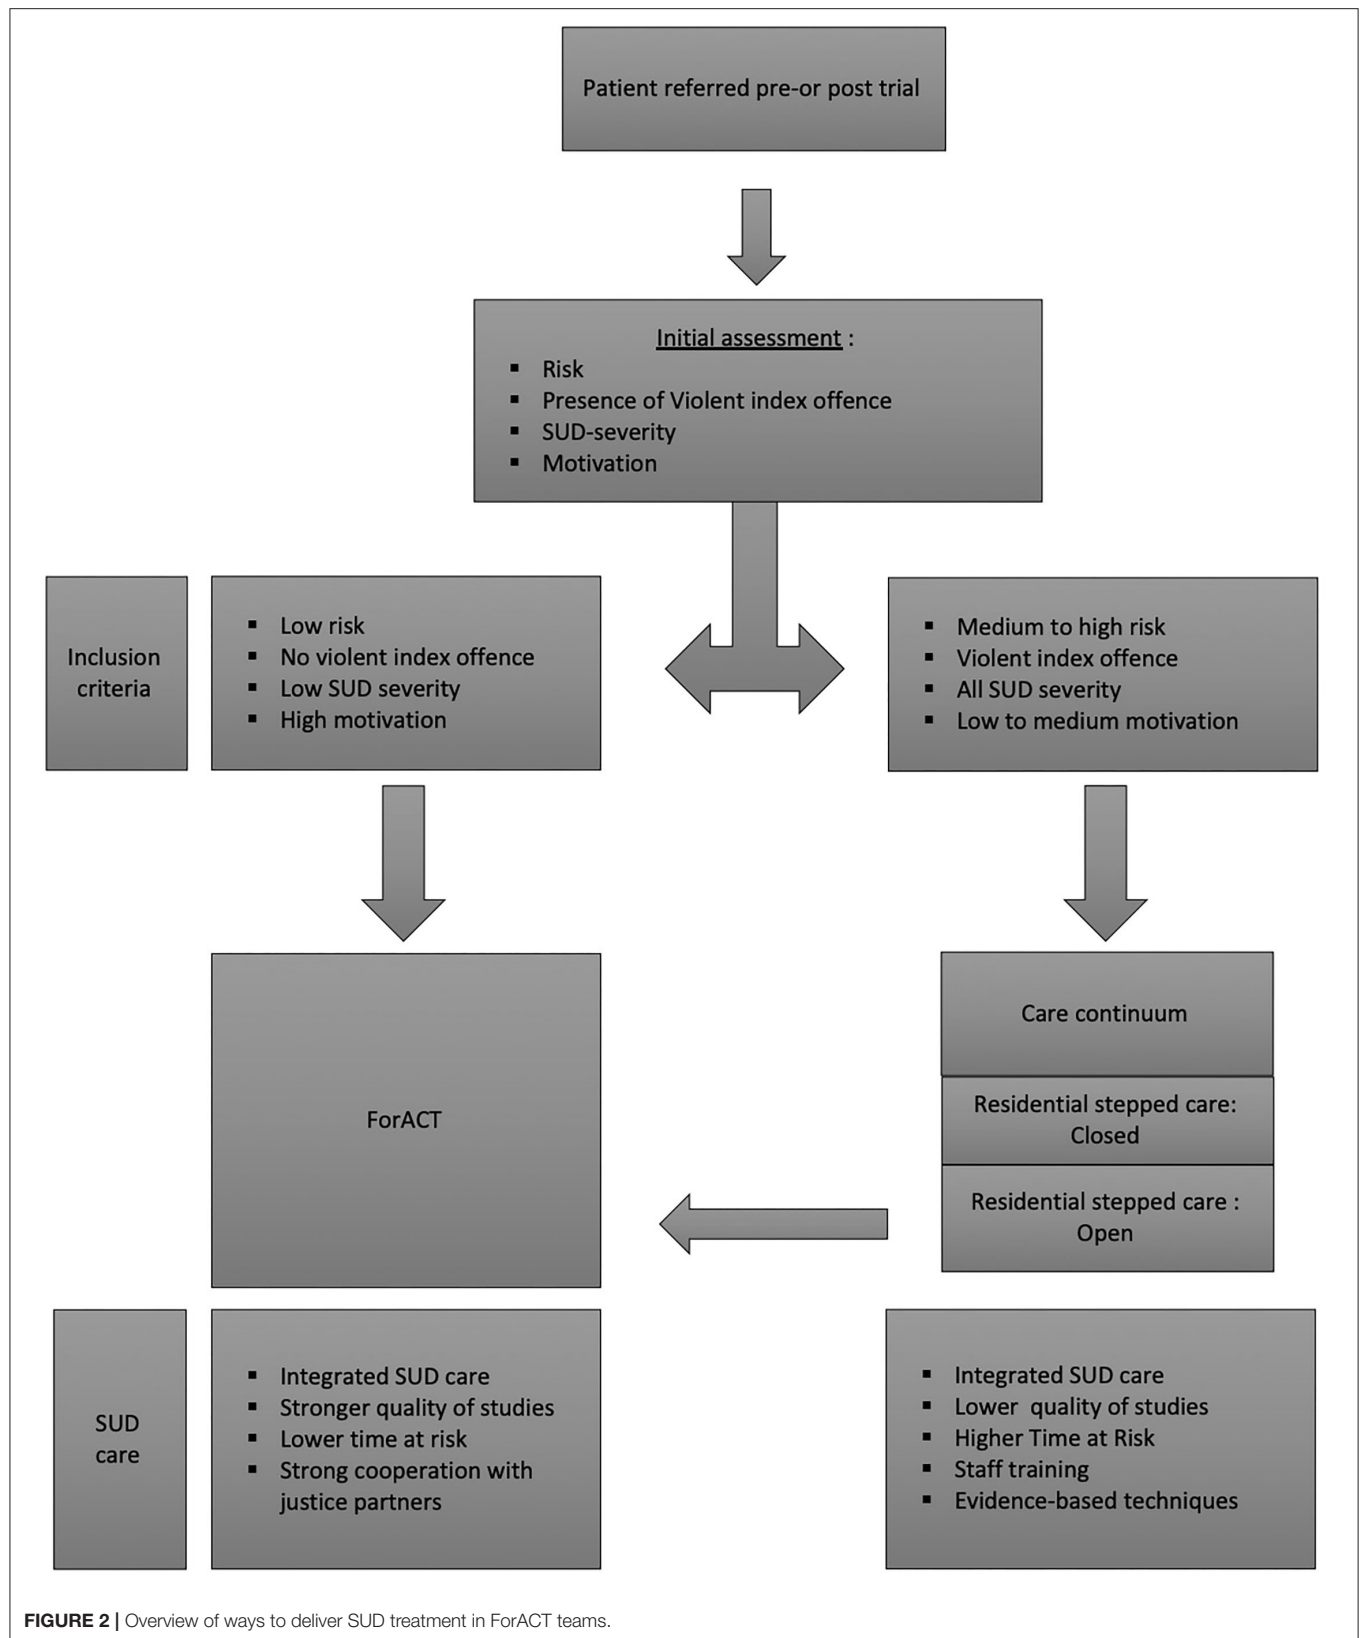 Patient referred pre-or post trial
Initial assessment :
▪ Risk
▪ Presence of Violent index offence
▪ SUD-severity
▪ Motivation
Inclusion
criteria
▪ Low risk
▪ No violent index offence
▪ Low SUD severity
▪ High motivation
▪ Medium to high risk
▪ Violent index offence
▪ All SUD severity
▪ Low to medium motivation
ForACT
Care continuum
Residential stepped care:
Closed
Residential stepped care :
Open
SUD
care
▪ Integrated SUD care
▪ Stronger quality of studies
▪ Lower time at risk
▪ Strong cooperation with
justice partners
▪ Integrated SUD care
▪ Lower quality of studies
▪ Higher Time at Risk
▪ Staff training
▪ Evidence-based techniques
FIGURE 2 | Overview of ways to deliver SUD treatment in ForACT teams.